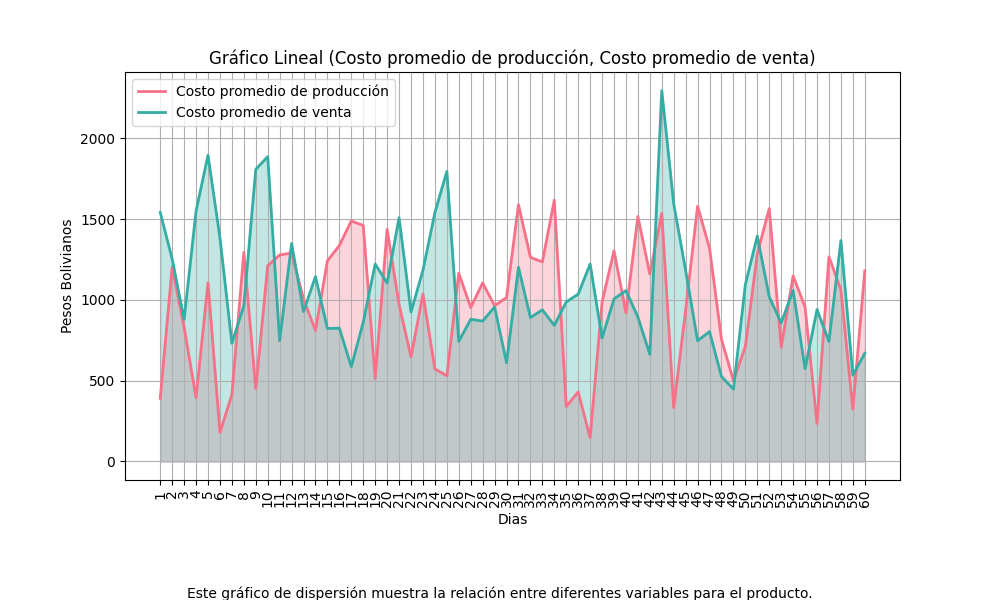 Gráfico Lineal (Costo promedio de producción, Costo promedio de venta)
Costo promedio de producción
Costo promedio de venta
Pesos Bolivianos
2000
1500
1000
500
0
1 2 3 4 5 6 7 8 9 10 11 12 13 14 15 16 17 18 19 20 21 22 23 24 25 26 27 28 29 30 31 32 33 34 35 36 37 38 39 40 41 42 43 44 45 46 47 48 49 50 51 52 53 54 55 56 57 58 59 60
Dias
Este gráfico de dispersión muestra la relación entre diferentes variables para el producto.